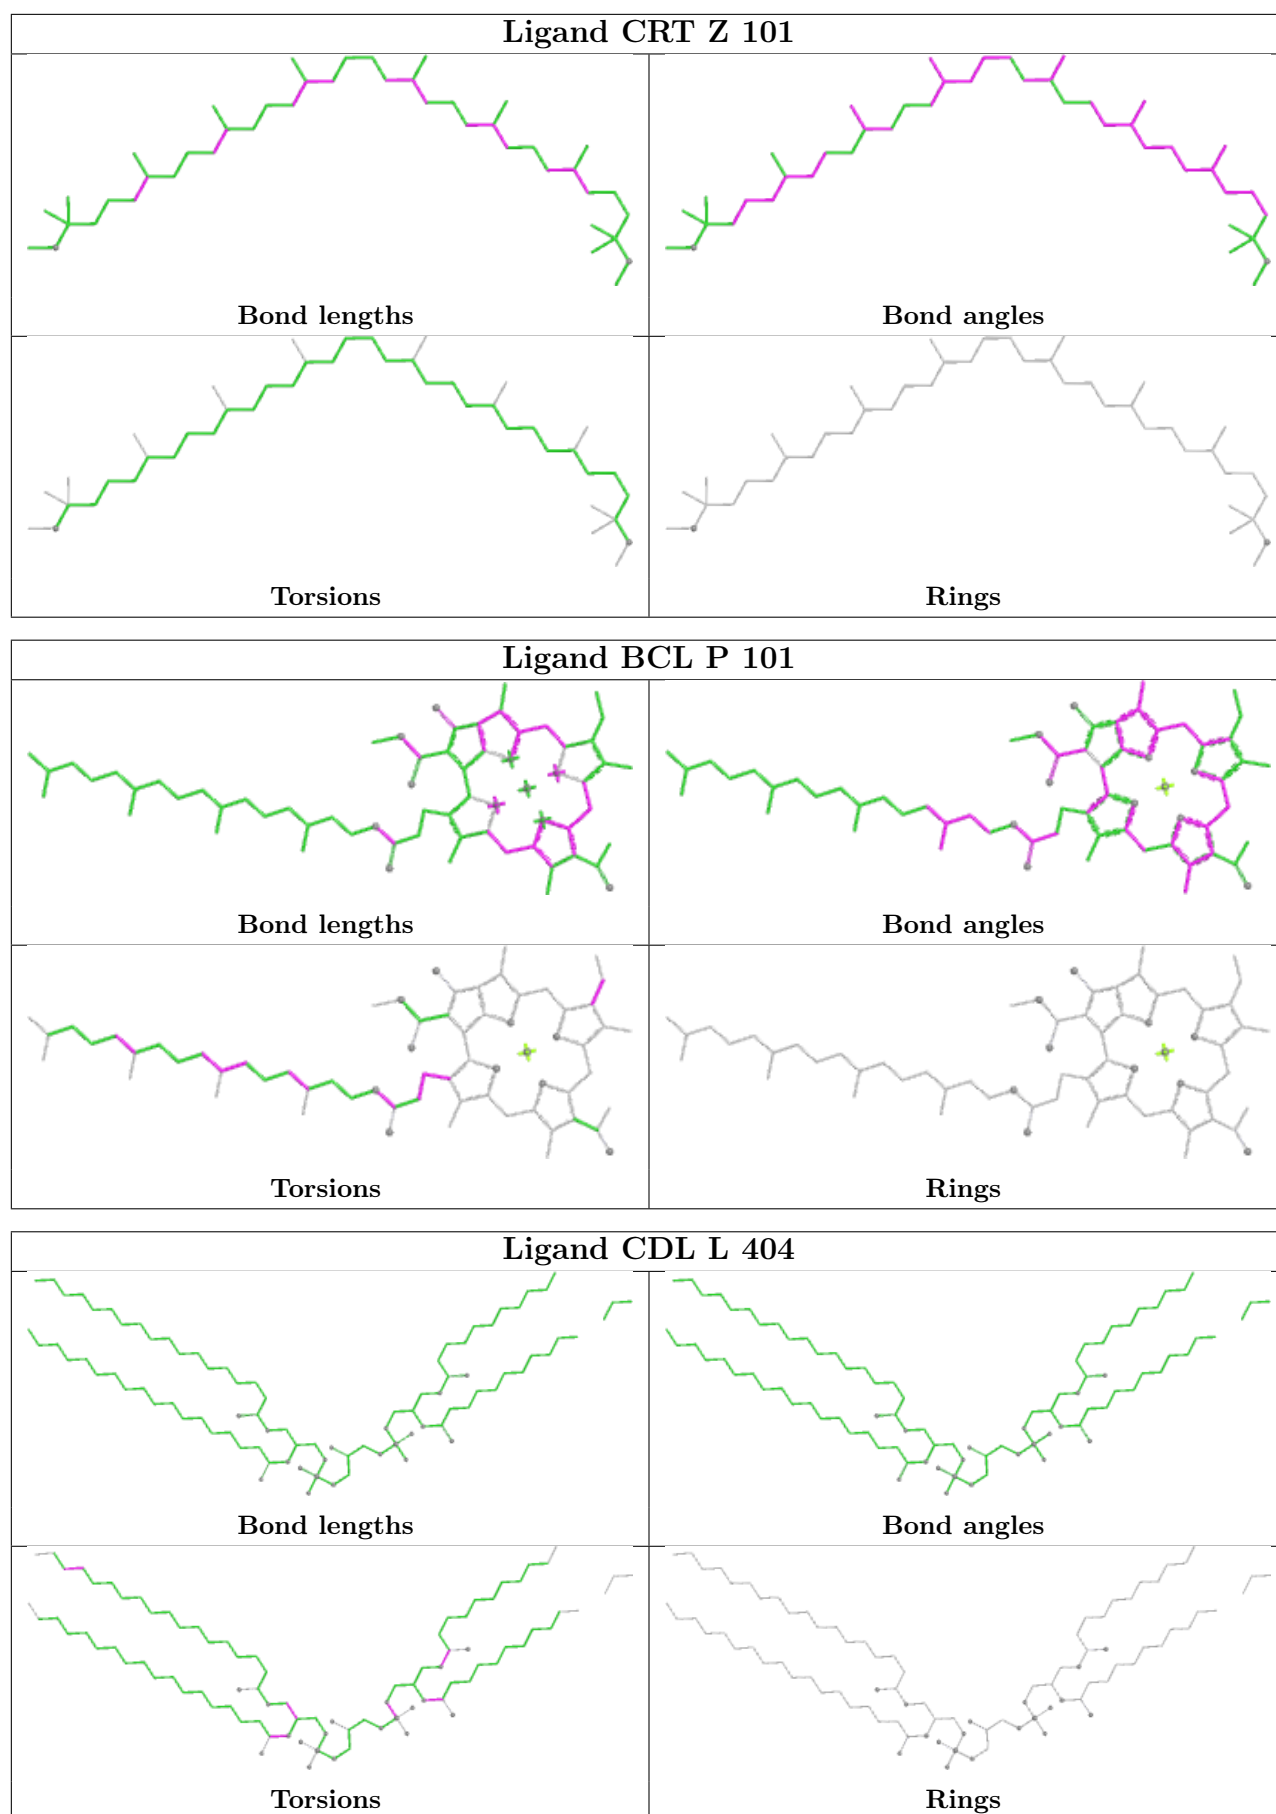 Ligand CRT Z 101
Bond lengths
Bond angles
Torsions
Rings
Ligand BCL P 101
Bond lengths
Bond angles
Torsions
Rings
Ligand CDL L 404
Bond lengths
Bond angles
Torsions
Rings